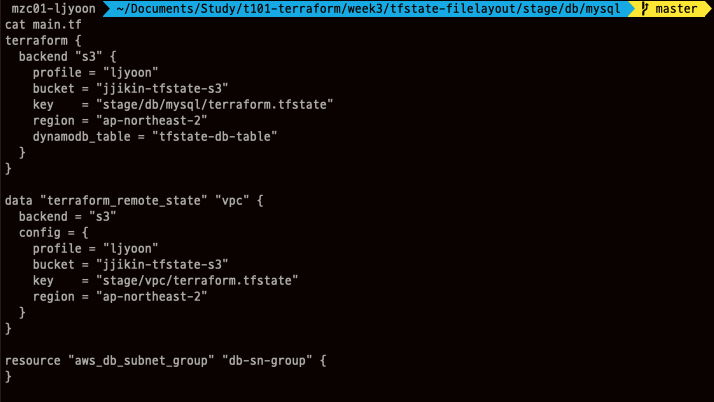 mzc01-ljyoon ~/Documents/Study/t101-terraform/week3/tfstate-filelayout/stage/db/mysql master
cat main.tf
terraform {
  backend "s3" {
    profile = "ljyoon"
    bucket = "jjikin-tfstate-s3"
    key    = "stage/db/mysql/terraform.tfstate"
    region = "ap-northeast-2"
    dynamodb_table = "tfstate-db-table"
  }
}

data "terraform_remote_state" "vpc" {
  backend = "s3"
  config = {
    profile = "ljyoon"
    bucket = "jjikin-tfstate-s3"
    key    = "stage/vpc/terraform.tfstate"
    region = "ap-northeast-2"
  }
}

resource "aws_db_subnet_group" "db-sn-group" {
}